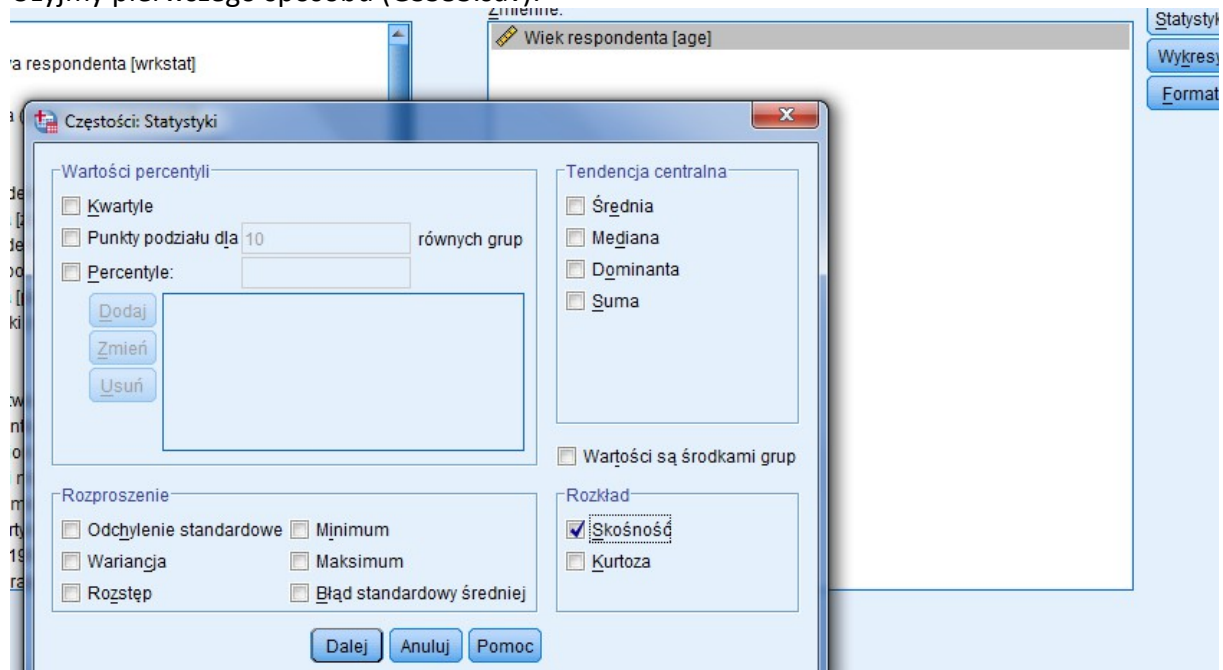 Zmienne:
Wiek respondenta [age]
Statystyk
Wykresy
Format
a respondenta [wrkstat]
Częstości: Statystyki
Wartości percentyli
Kwartyle
Punkty podziału dla 10 równych grup
Percentyle:
Dodaj
Zmień
Usuń
Tendencja centralna
Średnia
Mediana
Dominanta
Suma
Wartości są środkami grup
Rozproszenie
Odchylenie standardowe
Minimum
Wariancja
Maksimum
Rozstęp
Błąd standardowy średniej
Rozkład
Skośność
Kurtoza
Dalej
Anuluj
Pomoc